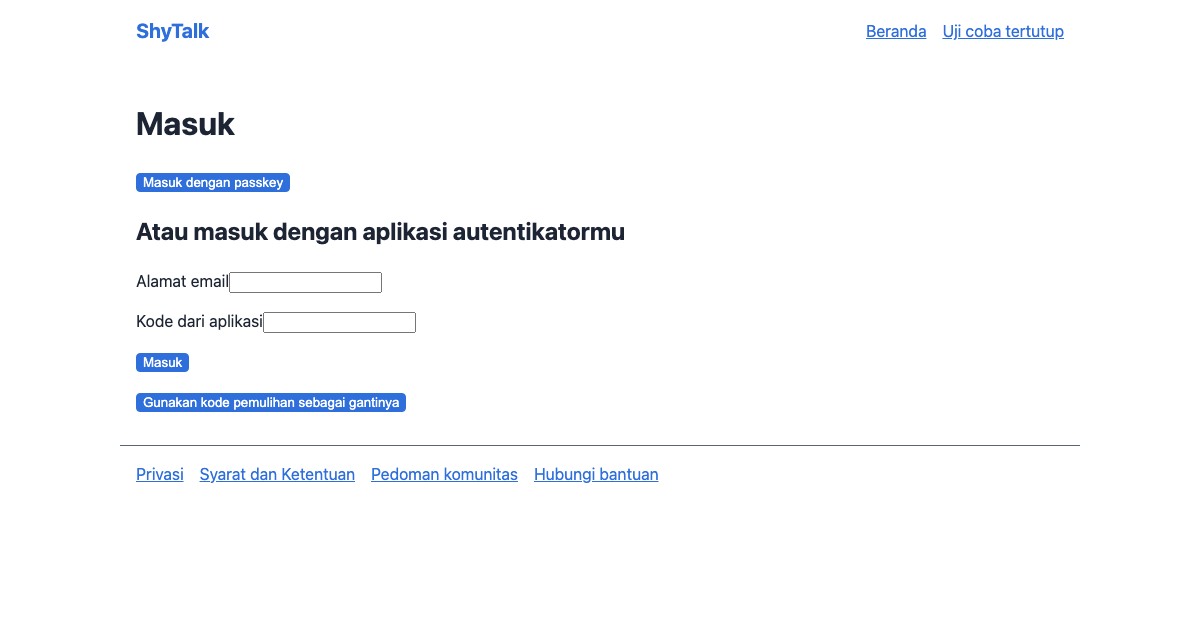 ShyTalk
Beranda Uji coba tertutup
Masuk
Masuk dengan passkey
Atau masuk dengan aplikasi autentikatormu
Alamat email
Kode dari aplikasi
Masuk
Gunakan kode pemulihan sebagai gantinya
Privasi Syarat dan Ketentuan Pedoman komunitas Hubungi bantuan